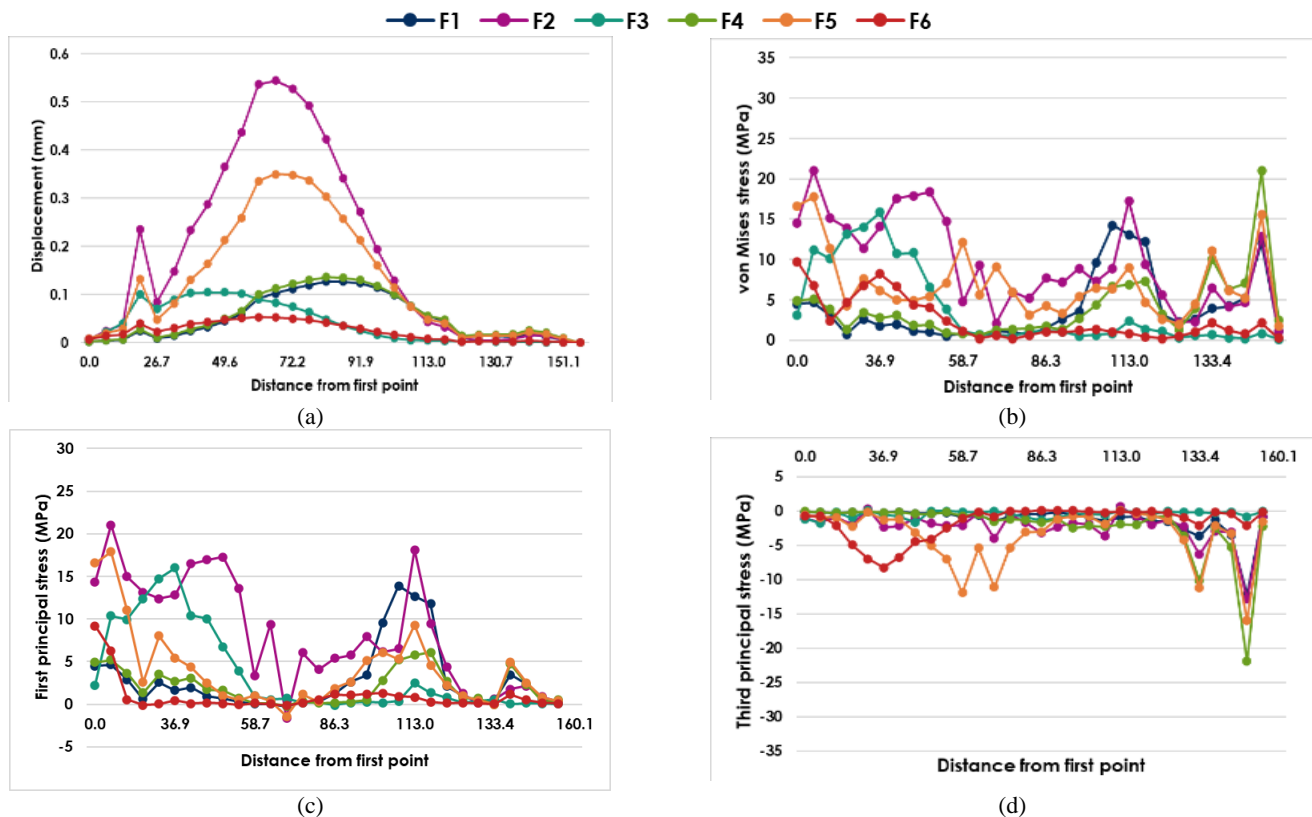 F1 F2 F3 F4 F5 F6
Displacement (mm)
0.6
0.5
0.4
0.3
0.2
0.1
0
0.0 26.7 49.6 72.2 91.9 113.0 130.7 151.1
Distance from first point
(a)
von Mises stress (MPa)
35
30
25
20
15
10
5
0
0.0 36.9 58.7 86.3 113.0 133.4
Distance from first point
(b)
First principal stress (MPa)
30
25
20
15
10
5
0
-5
0.0 36.9 58.7 86.3 113.0 133.4 160.1
Distance from first point
(c)
Third principal stress (MPa)
0.0 36.9 58.7 86.3 113.0 133.4 160.1
5
0
-5
-10
-15
-20
-25
-30
-35
Distance from first point
(d)